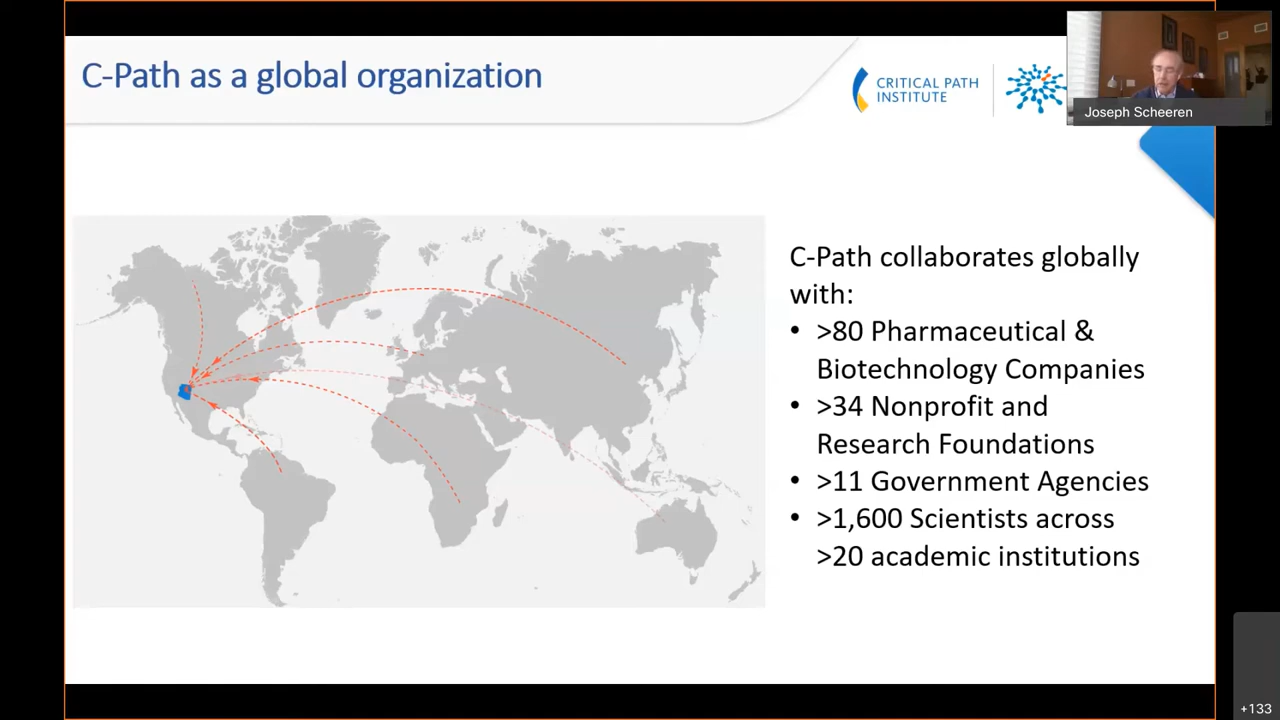 C-Path as a global organization
CRITICAL PATH
INSTITUTE
Joseph Scheeren
C-Path collaborates globally
with:
• >80 Pharmaceutical &
Biotechnology Companies
• >34 Nonprofit and
Research Foundations
• >11 Government Agencies
• >1,600 Scientists across
>20 academic institutions
+133